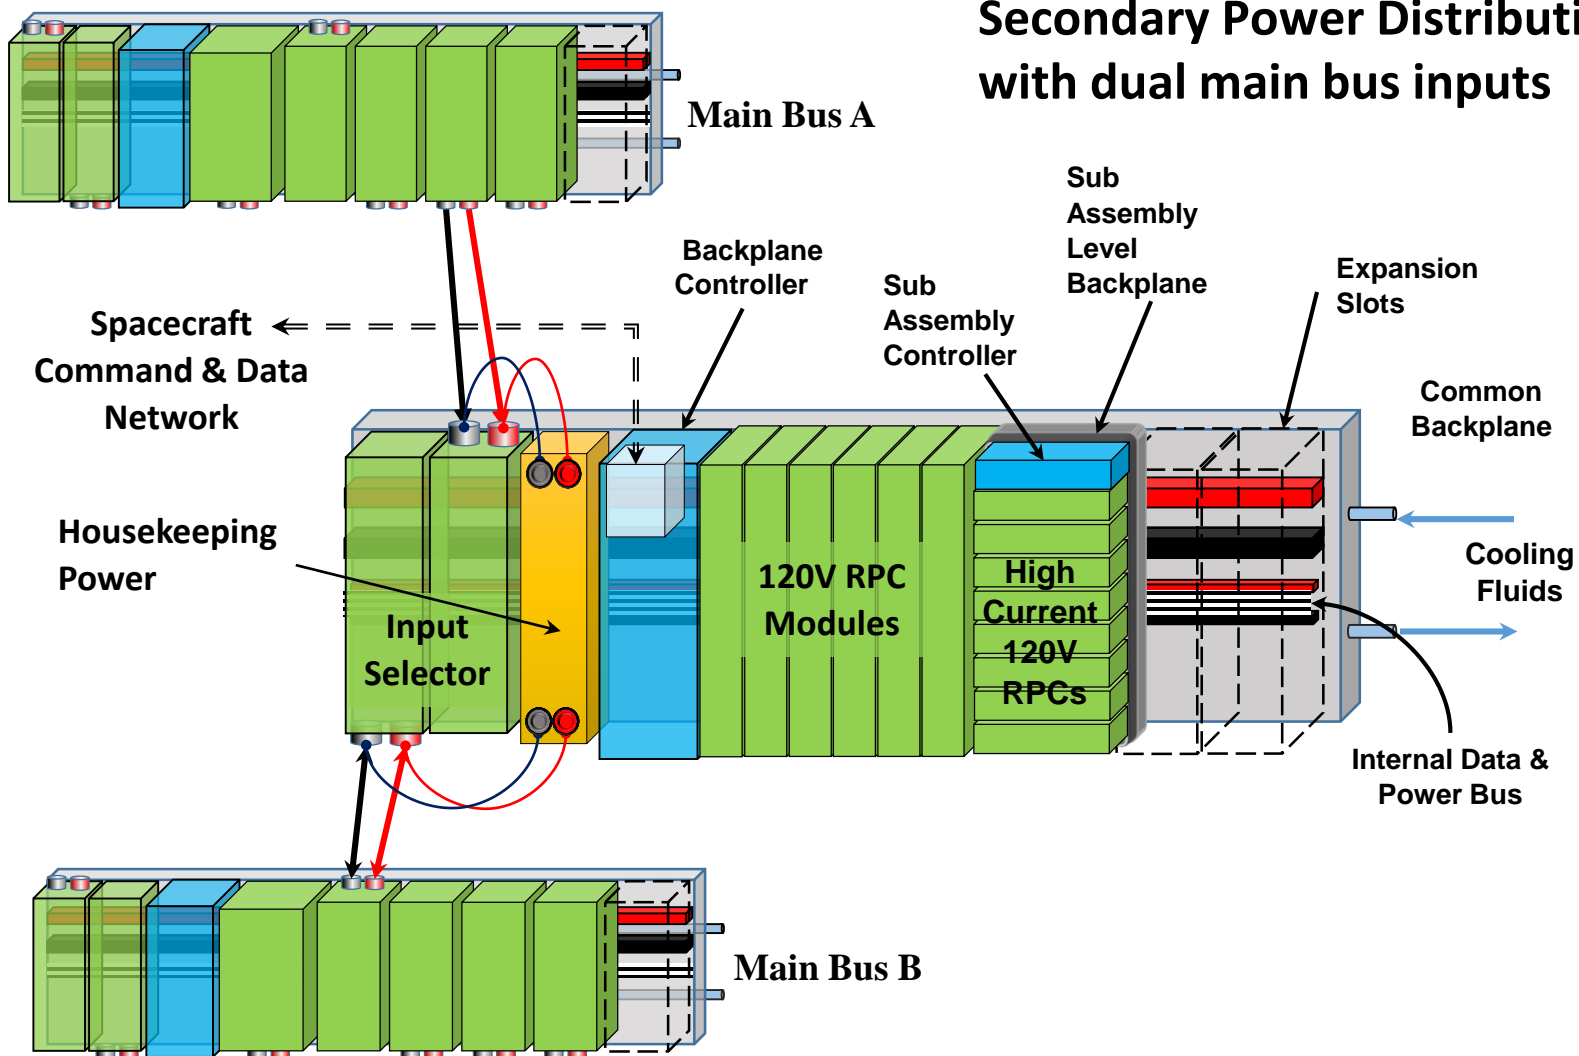 Secondary Power Distributi
with dual main bus inputs
Main Bus A
Sub
Assembly
Level
Backplane
Backplane
Controller
Sub
Assembly
Controller
Expansion
Slots
Spacecraft
Command & Data
Network
Common
Backplane
Housekeeping
Power
Cooling
Fluids
Input
Selector
120V RPC
Modules
High
Current
120V
RPCs
Internal Data &
Power Bus
Main Bus B